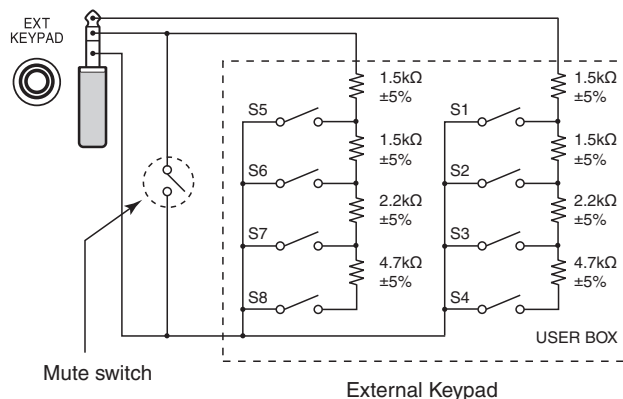 EXT
KEYPAD
1.5kΩ
±5%
1.5kΩ
±5%
S5
S1
1.5kΩ
±5%
1.5kΩ
±5%
S6
S2
2.2kΩ
±5%
2.2kΩ
±5%
S7
S3
4.7kΩ
±5%
4.7kΩ
±5%
S8
S4
USER BOX
Mute switch
External Keypad